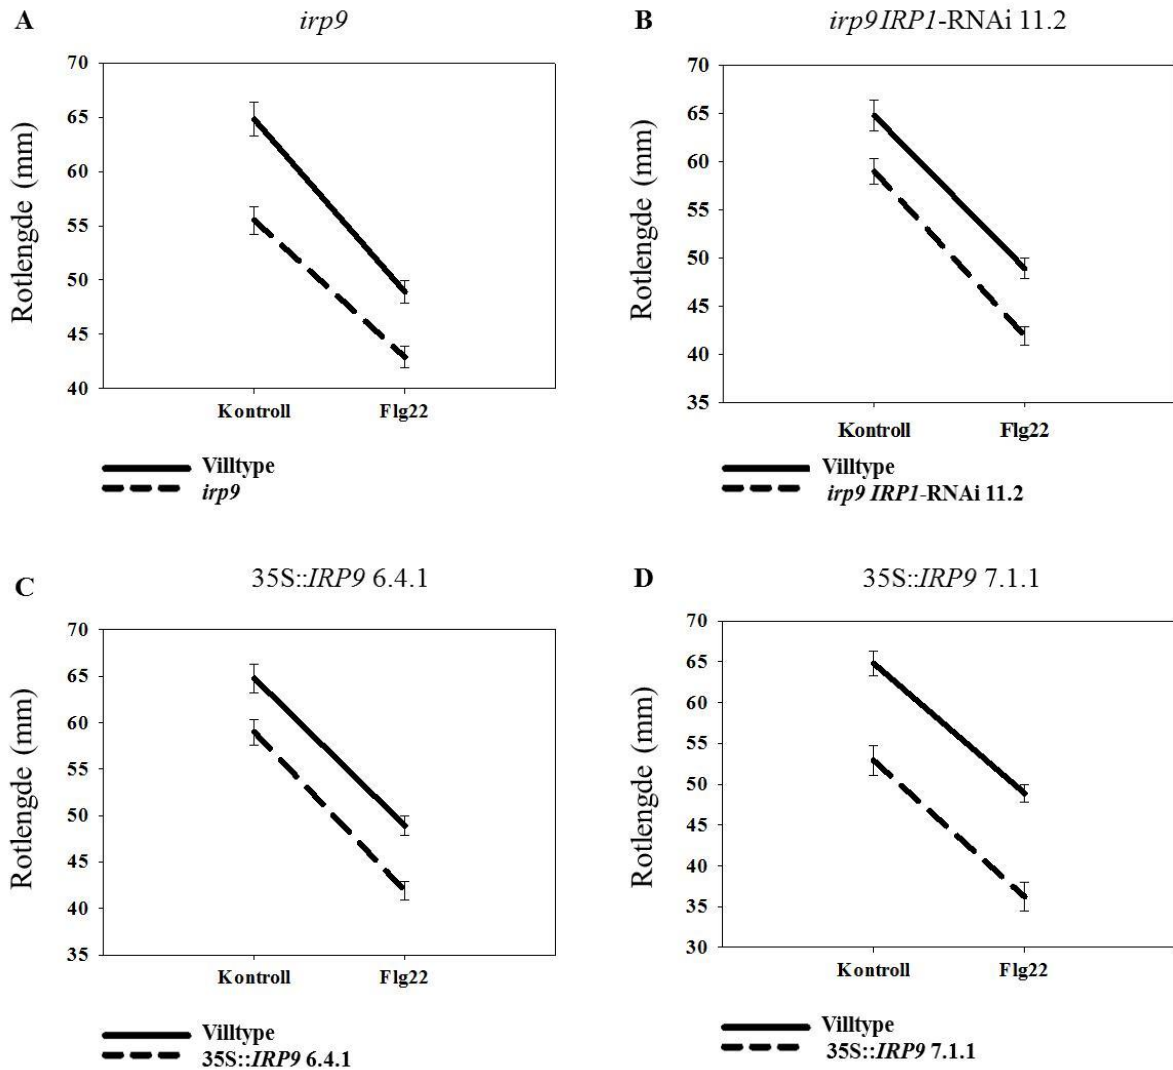 A
irp9
Rotlengde (mm)
70
65
60
55
50
45
40
Kontroll Flg22
Villtype
irp9
B
irp9 IRP1-RNAi 11.2
Rotlengde (mm)
70
65
60
55
50
45
40
35
Kontroll Flg22
Villtype
irp9 IRP1-RNAi 11.2
C
35S::IRP9 6.4.1
Rotlengde (mm)
70
65
60
55
50
45
40
35
Kontroll Flg22
Villtype
35S::IRP9 6.4.1
D
35S::IRP9 7.1.1
Rotlengde (mm)
70
65
60
55
50
45
40
35
30
Kontroll Flg22
Villtype
35S::IRP9 7.1.1